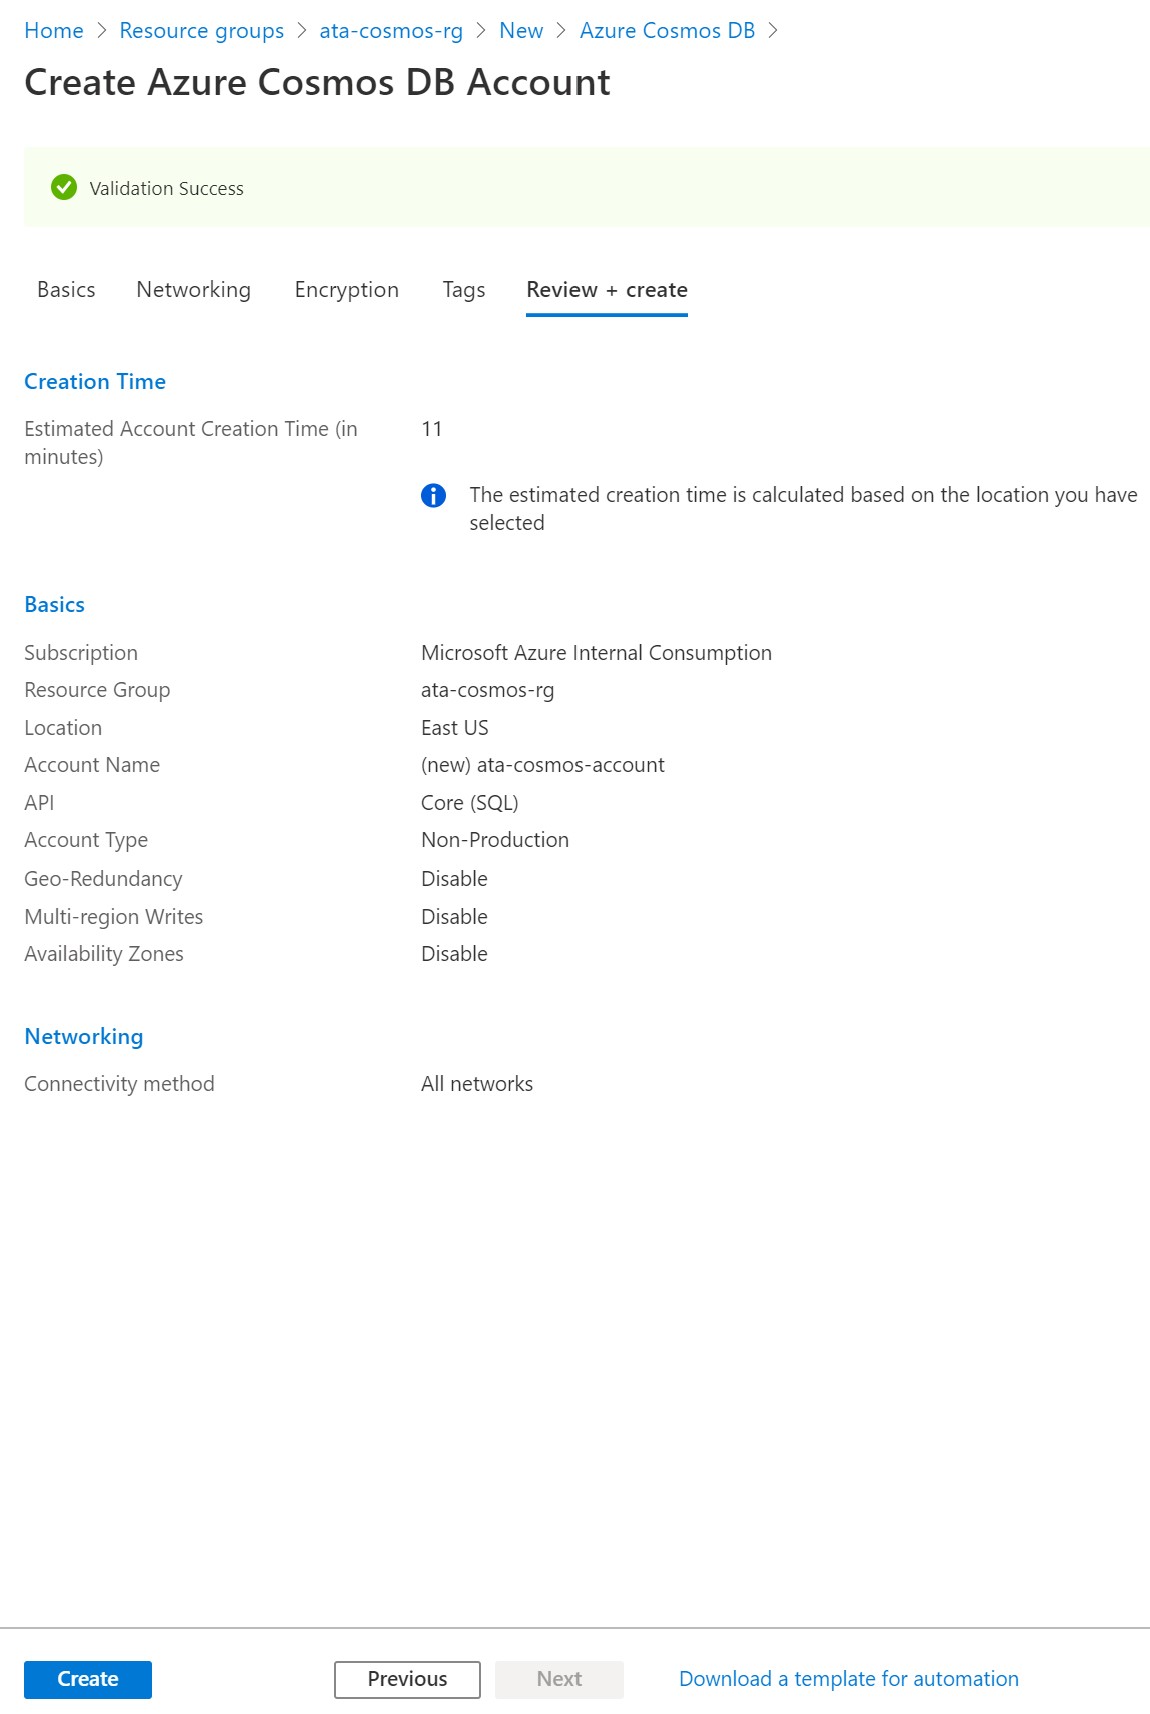 Home > Resource groups > ata-cosmos-rg > New > Azure Cosmos DB >
Create Azure Cosmos DB Account
Validation Success
Basics Networking Encryption Tags Review + create
Creation Time
Estimated Account Creation Time (in 11
minutes)
The estimated creation time is calculated based on the location you have
selected
Basics
Subscription Microsoft Azure Internal Consumption
Resource Group ata-cosmos-rg
Location East US
Account Name (new) ata-cosmos-account
API Core (SQL)
Account Type Non-Production
Geo-Redundancy Disable
Multi-region Writes Disable
Availability Zones Disable
Networking
Connectivity method All networks
Create Previous Next Download a template for automation